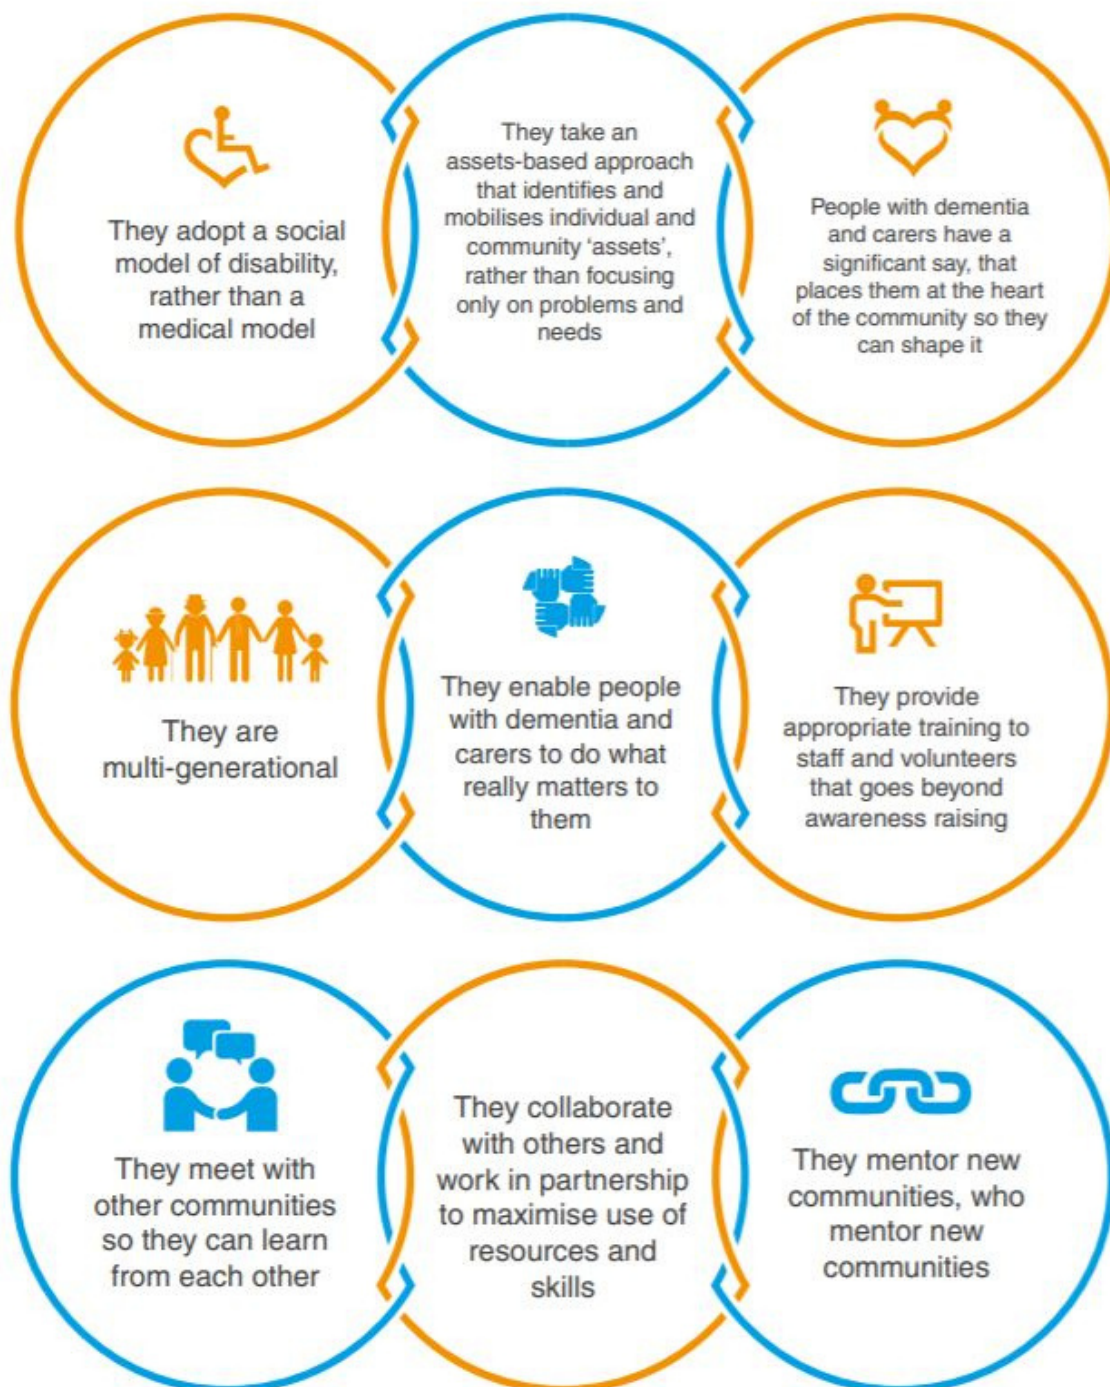 They adopt a social
model of disability,
rather than a
medical model
They take an
assets-based approach
that identifies and
mobilises individual and
community ‘assets’,
rather than focusing
only on problems and
needs
People with dementia
and carers have a
significant say, that
places them at the heart
of the community so they
can shape it
They are
multi-generational
They enable people
with dementia and
carers to do what
really matters to
them
They provide
appropriate training to
staff and volunteers
that goes beyond
awareness raising
They meet with
other communities
so they can learn
from each other
They collaborate
with others and
work in partnership
to maximise use of
resources and
skills
They mentor new
communities, who
mentor new
communities